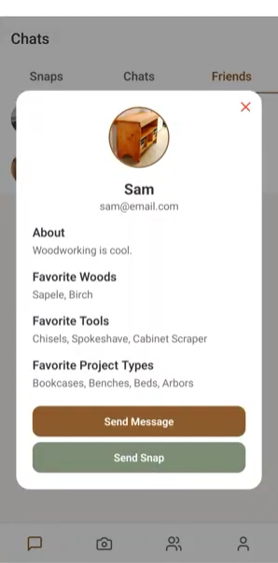 Chats
Snaps Chats Friends
Sam
sam@email.com
About
Woodworking is cool.
Favorite Woods
Sapele, Birch
Favorite Tools
Chisels, Spokeshave, Cabinet Scraper
Favorite Project Types
Bookcases, Benches, Beds, Arbors
Send Message
Send Snap